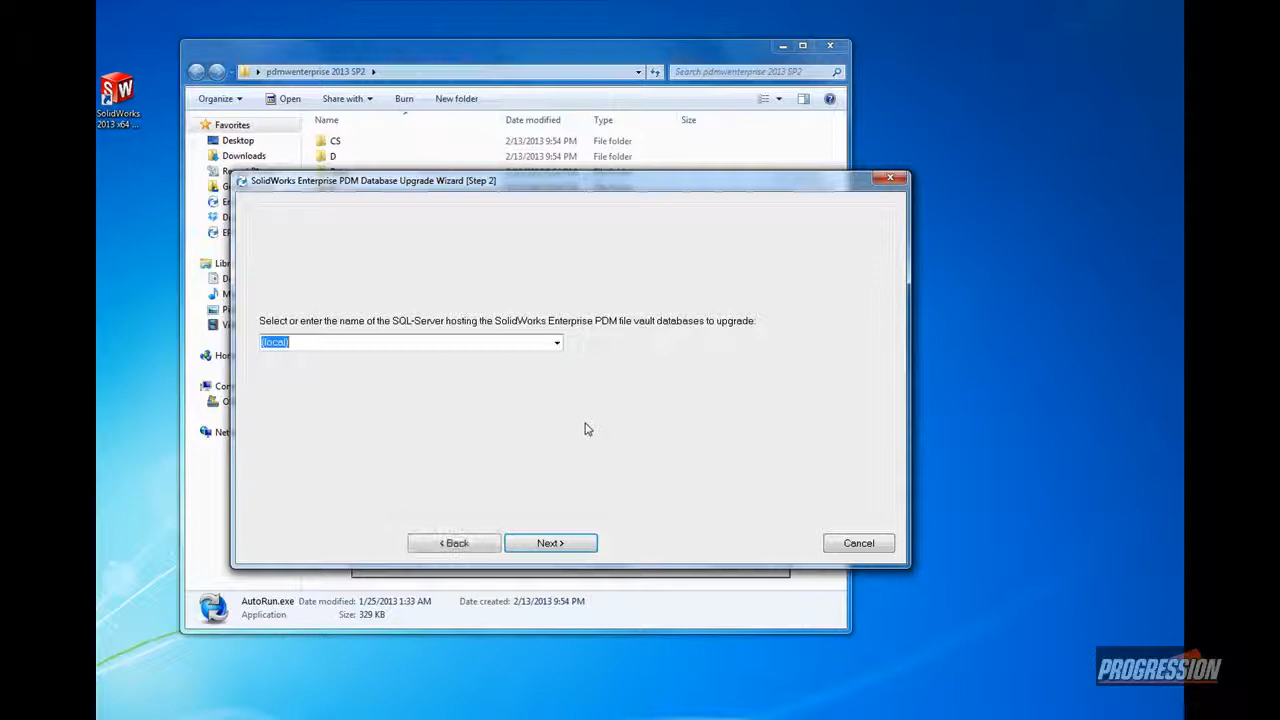 pdmwenterprise 2013 SP2
Search pdmwenterprise 2013 SP2
Organize
Open
Share with
Burn
New folder
SolidWorks
2013 x64 ...
Favorites
Name
Date modified
Type
Size
Desktop
CS
2/13/2013 9:54 PM
File folder
Downloads
D
2/13/2013 9:54 PM
File folder
SolidWorks Enterprise PDM Database Upgrade Wizard [Step 2]
Select or enter the name of the SQL-Server hosting the SolidWorks Enterprise PDM file vault databases to upgrade:
(local)
< Back
Next >
Cancel
AutoRun.exe
Date modified: 1/25/2013 1:33 AM
Date created: 2/13/2013 9:54 PM
Application
Size: 329 KB
PROGRESSION